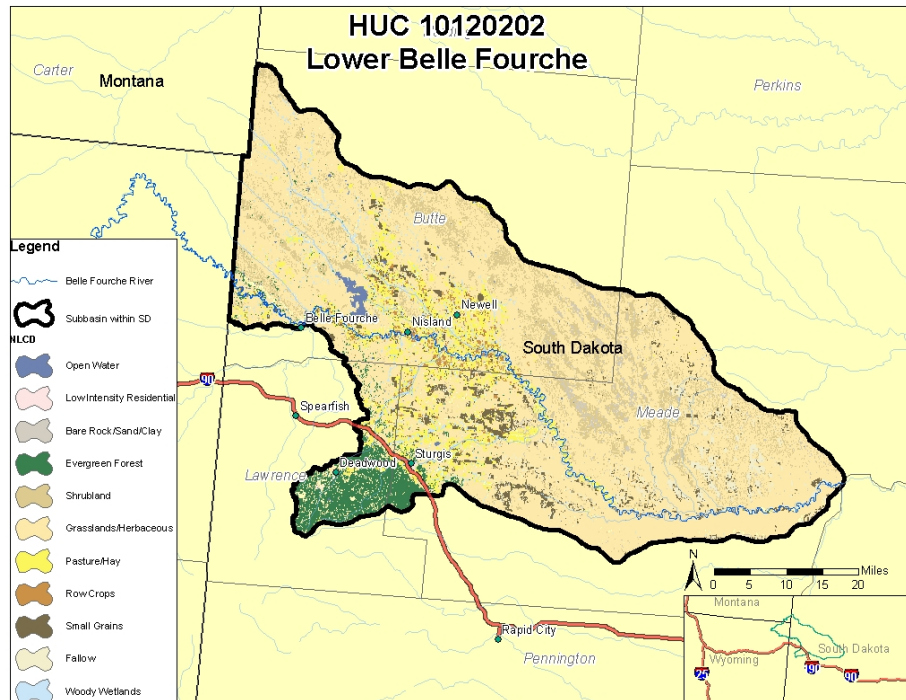 HUC 10120202
Lower Belle Fourche
Carter
Montana
Perkins
Butte
Legend
Belle Fourche River
Subbasin within SD
NLCD
Open Water
Low Intensity Residential
Bare Rock/Sand/Clay
Evergreen Forest
Shrubland
Grasslands/Herbaceous
Pasture/Hay
Row Crops
Small Grains
Fallow
Woody Wetlands
Newell
Belle Fourche
Nisland
South Dakota
90
Spearfish
Meade
Sturgis
Deadwood
Lawrence
N
Miles
0 5 10 15 20
Rapid City
Pennington
Montana
South Dakota
Wyoming
25
190
90